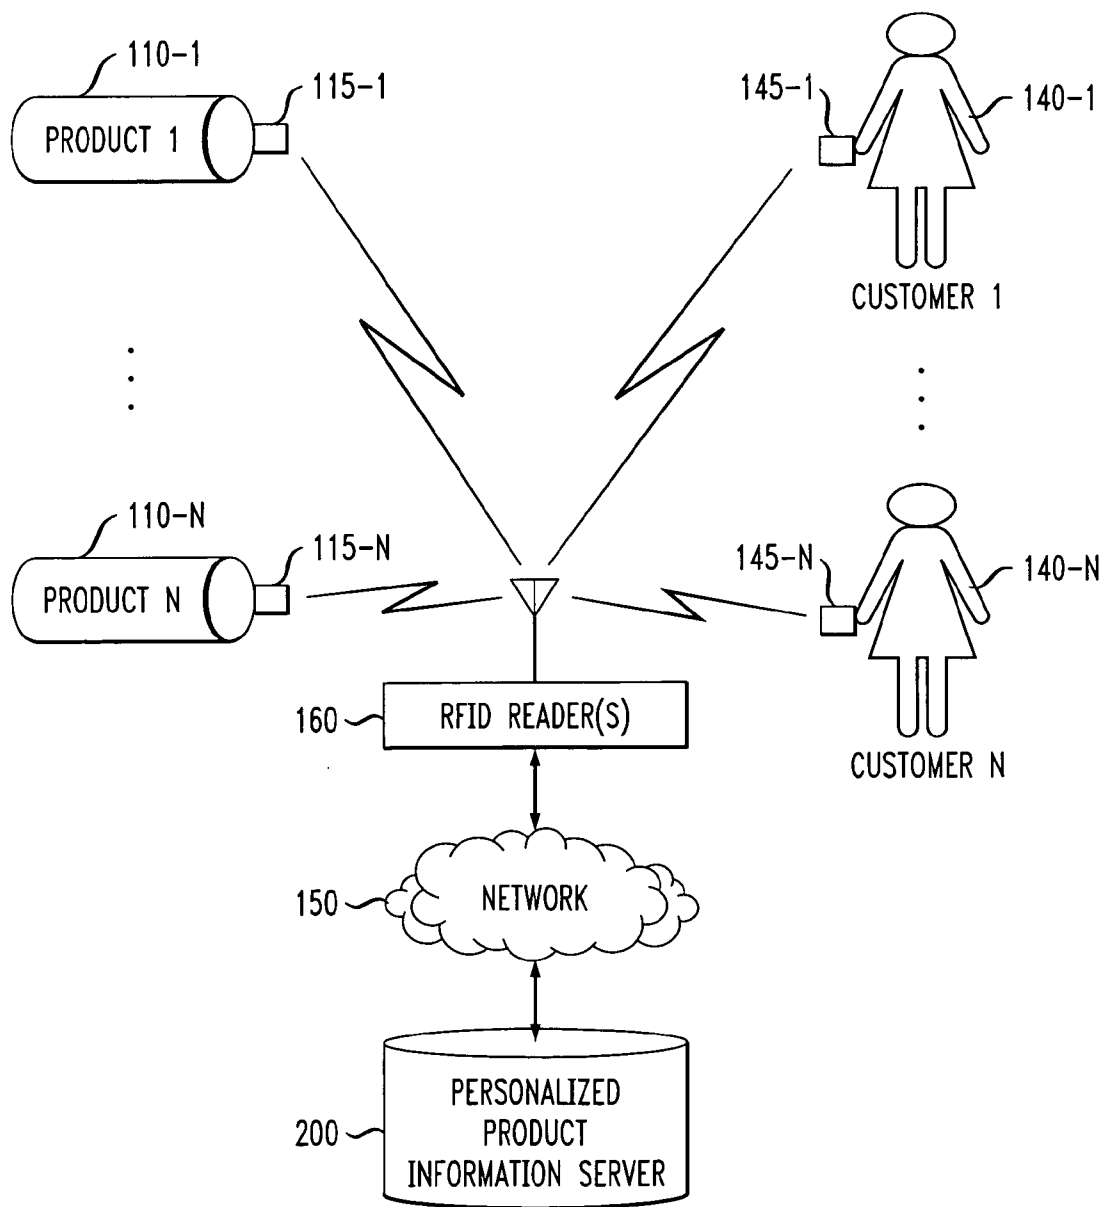 110-1
115-1
PRODUCT 1
145-1
140-1
CUSTOMER 1
110-N
115-N
PRODUCT N
145-N
140-N
CUSTOMER N
160
RFID READER(S)
150
NETWORK
200
PERSONALIZED
PRODUCT
INFORMATION SERVER